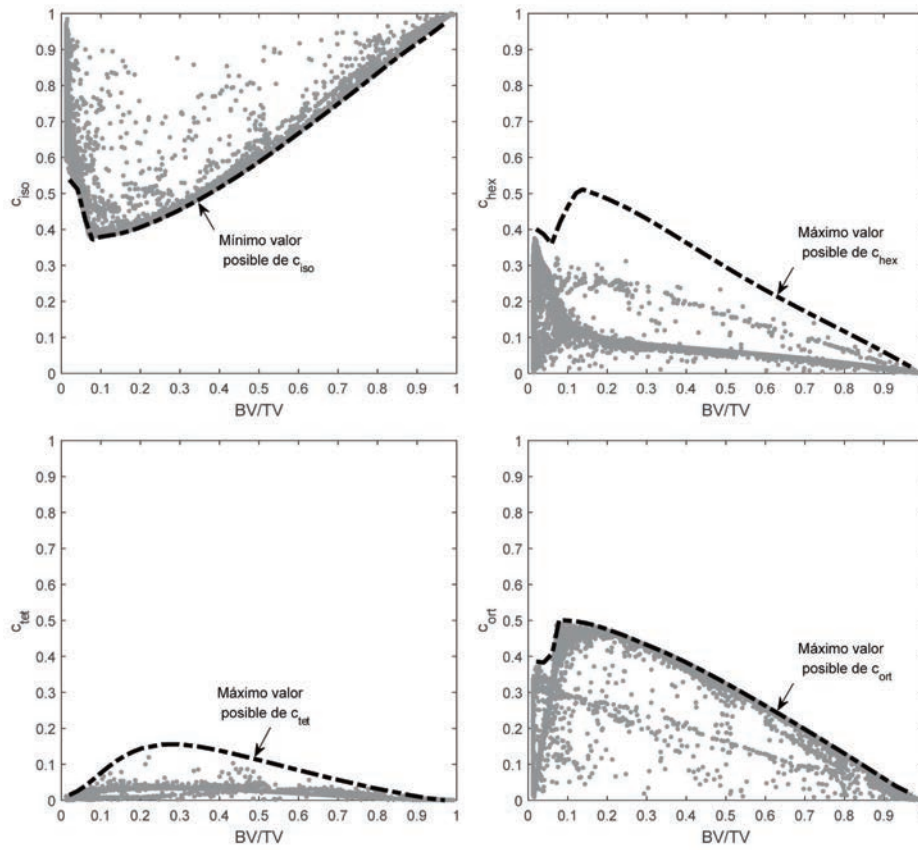 1
0.9
0.8
0.7
0.6
0.5
0.4
0.3
0.2
0.1
0
c_iso
Mínimo valor
posible de c_iso
0 0.1 0.2 0.3 0.4 0.5 0.6 0.7 0.8 0.9 1
BV/TV
1
0.9
0.8
0.7
0.6
0.5
0.4
0.3
0.2
0.1
0
c_hex
Máximo valor
posible de c_hex
0 0.1 0.2 0.3 0.4 0.5 0.6 0.7 0.8 0.9
BV/TV
1
0.9
0.8
0.7
0.6
0.5
0.4
0.3
0.2
0.1
0
c_tet
Máximo valor
posible de c_tet
0 0.1 0.2 0.3 0.4 0.5 0.6 0.7 0.8 0.9 1
BV/TV
1
0.9
0.8
0.7
0.6
0.5
0.4
0.3
0.2
0.1
0
c_ort
Máximo valor
posible de c_ort
0 0.1 0.2 0.3 0.4 0.5 0.6 0.7 0.8 0.9
BV/TV